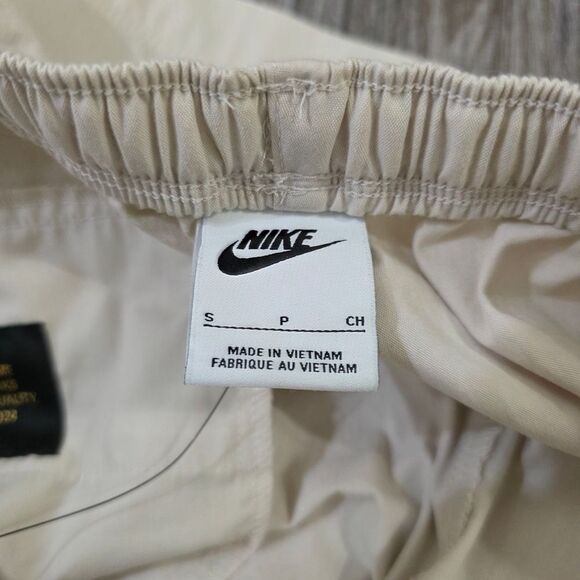 NIKE
S P CH
MADE IN VIETNAM
FABRIQUE AU VIETNAM